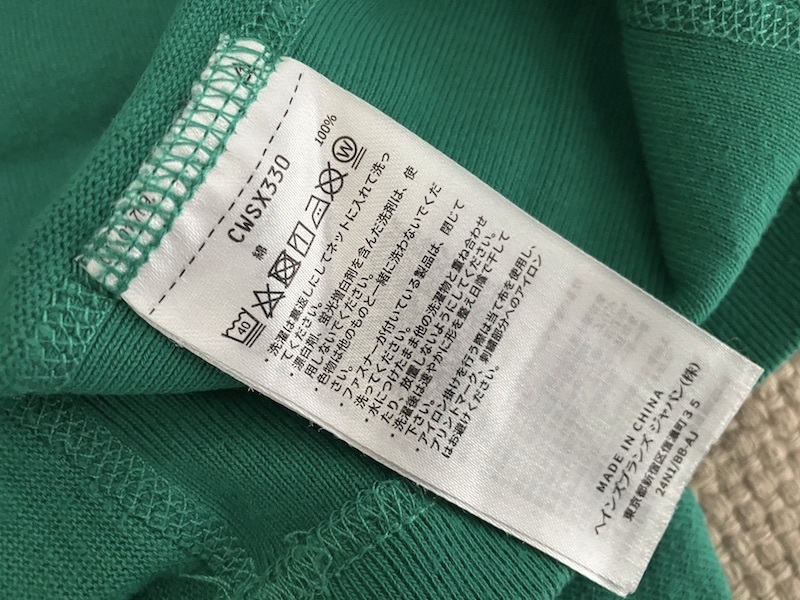 CWSX330
綿 100%
40
W
・洗濯は裏返しにしてネットに入れて洗っ
てください。
・漂白剤、蛍光増白剤を含んだ洗剤は、使
用しないでください。
・色物は他のものと一緒に洗わないでくだ
さい。
・ファスナーが付いている製品は、閉じて
洗ってください。
・水につけたまま他の洗濯物と重ね合わせ
たり、放置しないようにしてください。
・洗濯後は速やかに形を整え日陰で干して
下さい。
・アイロン掛けを行う際は当て布を使用し、
プリントマーク、刺繍部分へのアイロン
はお避けください。
MADE IN CHINA
ヘインズブランズ ジャパン(株)
東京都新宿区信濃町35
24N1/BB-AJ